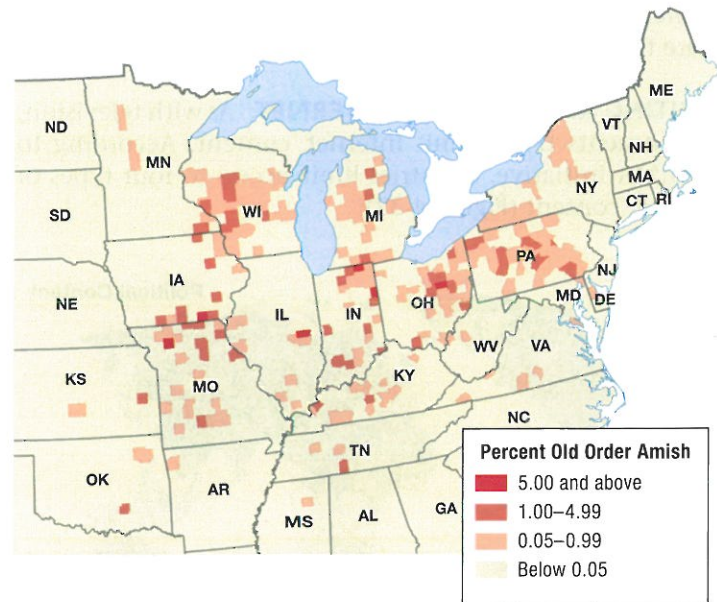 ME
ND
VT
MN
NH
NY
MA
SD
WI
MI
CT
RI
IA
PA
NE
NJ
OH
MD
DE
IL
IN
WV
VA
KS
MO
KY
NC
TN
OK
AR
MS
AL
GA
Percent Old Order Amish
5.00 and above
1.00–4.99
0.05–0.99
Below 0.05